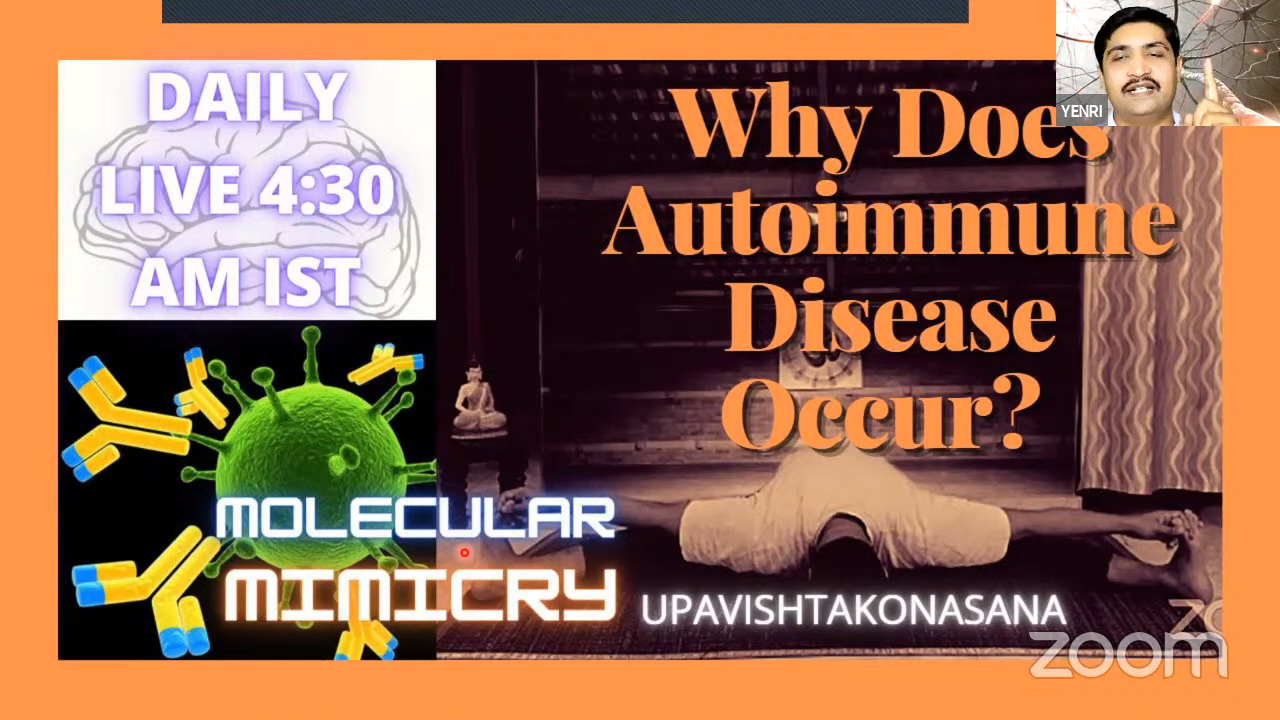 DAILY
LIVE 4:30
AM IST
Why Does
Autoimmune
Disease
Occur?
YENRI
MOLECULAR
MIMICRY
UPAVISHTAKONASANA
zoom